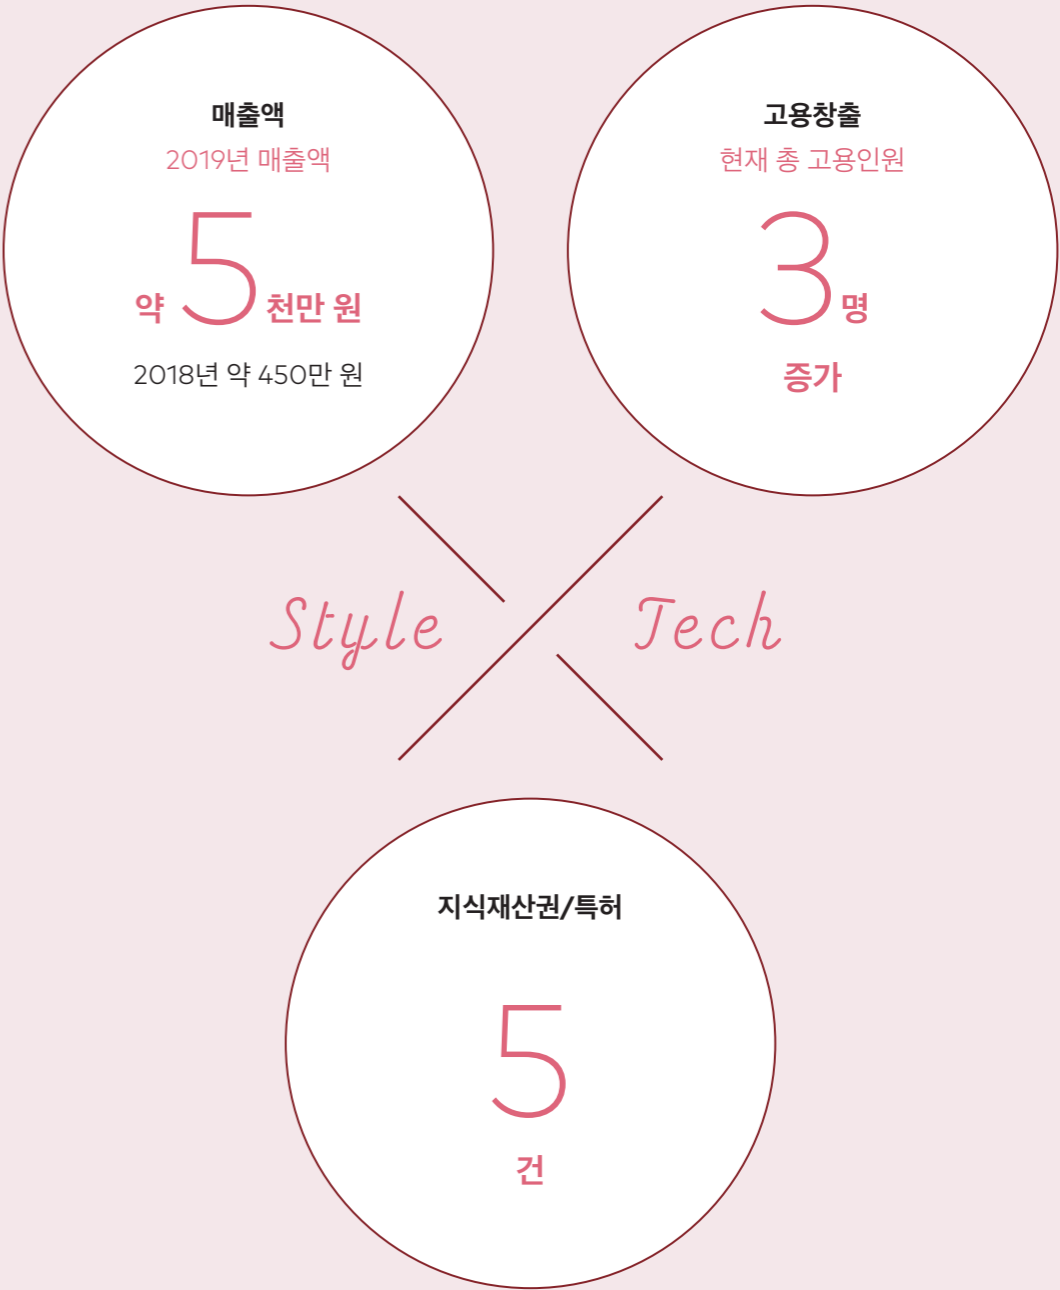 매출액
2019년 매출액
약 5 천만 원
2018년 약 450만 원
고용창출
현재 총 고용인원
3 명
증가
Style Tech
지식재산권/특허
5
건